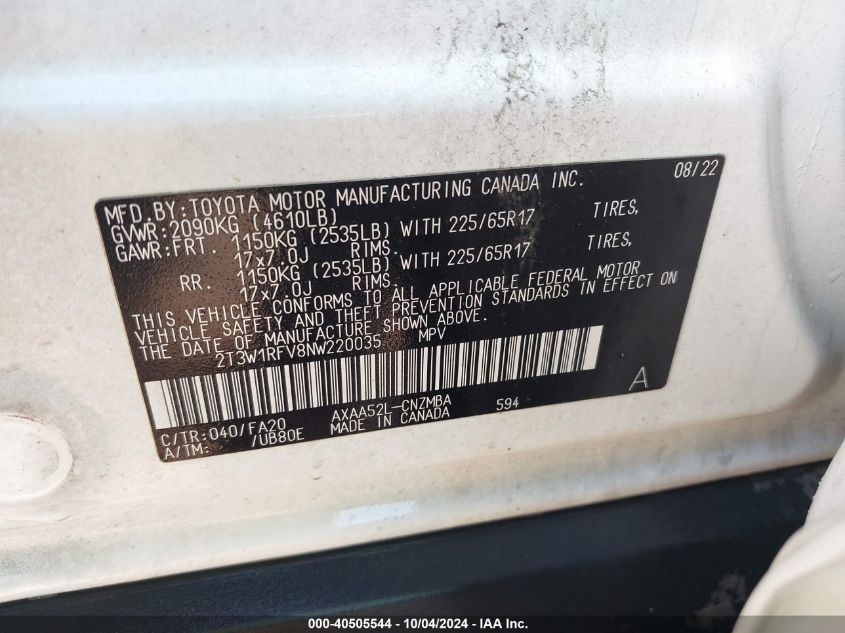 MFD. BY: TOYOTA MOTOR MANUFACTURING CANADA INC. 08/22
GVWR: 2090KG (4610LB)
GAWR: FRT. 1150KG (2535LB) WITH 225/65R17 TIRES,
17x7.0J RIMS
RR. 1150KG (2535LB) WITH 225/65R17 TIRES,
17x7.0J RIMS.
THIS VEHICLE CONFORMS TO ALL APPLICABLE FEDERAL MOTOR
VEHICLE SAFETY AND THEFT PREVENTION STANDARDS IN EFFECT ON
THE DATE OF MANUFACTURE SHOWN ABOVE.
2T3W1RFV8NW220035 MPV
A
C/TR: 040/FA20 AXAA52L-CNZMBA 594
A/TM: /UB80E MADE IN CANADA
000-40505544 - 10/04/2024 - IAA Inc.